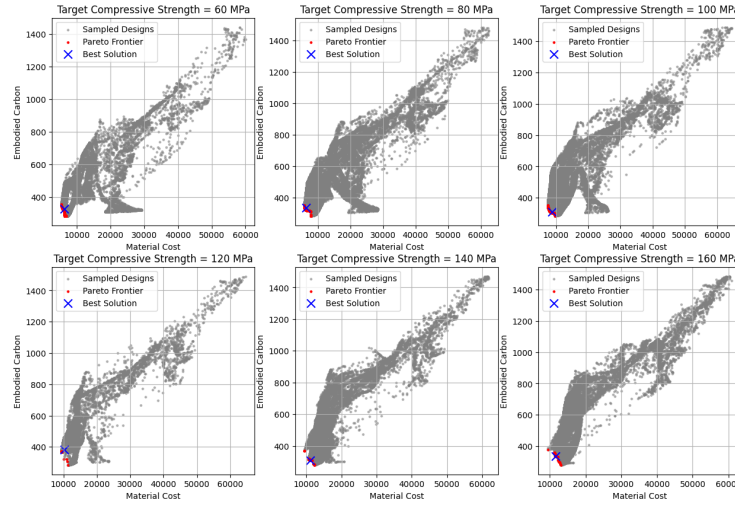 Target Compressive Strength = 60 MPa
Sampled Designs
Pareto Frontier
Best Solution
Embodied Carbon
1400
1200
1000
800
600
400
10000 20000 30000 40000 50000 60000
Material Cost
Target Compressive Strength = 80 MPa
Sampled Designs
Pareto Frontier
Best Solution
Embodied Carbon
1400
1200
1000
800
600
400
10000 20000 30000 40000 50000 60000
Material Cost
Target Compressive Strength = 100 MPa
Sampled Designs
Pareto Frontier
Best Solution
Embodied Carbon
1400
1200
1000
800
600
400
10000 20000 30000 40000 50000 60000
Material Cost
Target Compressive Strength = 120 MPa
Sampled Designs
Pareto Frontier
Best Solution
Embodied Carbon
1400
1200
1000
800
600
400
10000 20000 30000 40000 50000 60000
Material Cost
Target Compressive Strength = 140 MPa
Sampled Designs
Pareto Frontier
Best Solution
Embodied Carbon
1400
1200
1000
800
600
400
10000 20000 30000 40000 50000 60000
Material Cost
Target Compressive Strength = 160 MPa
Sampled Designs
Pareto Frontier
Best Solution
Embodied Carbon
1400
1200
1000
800
600
400
10000 20000 30000 40000 50000 60000
Material Cost